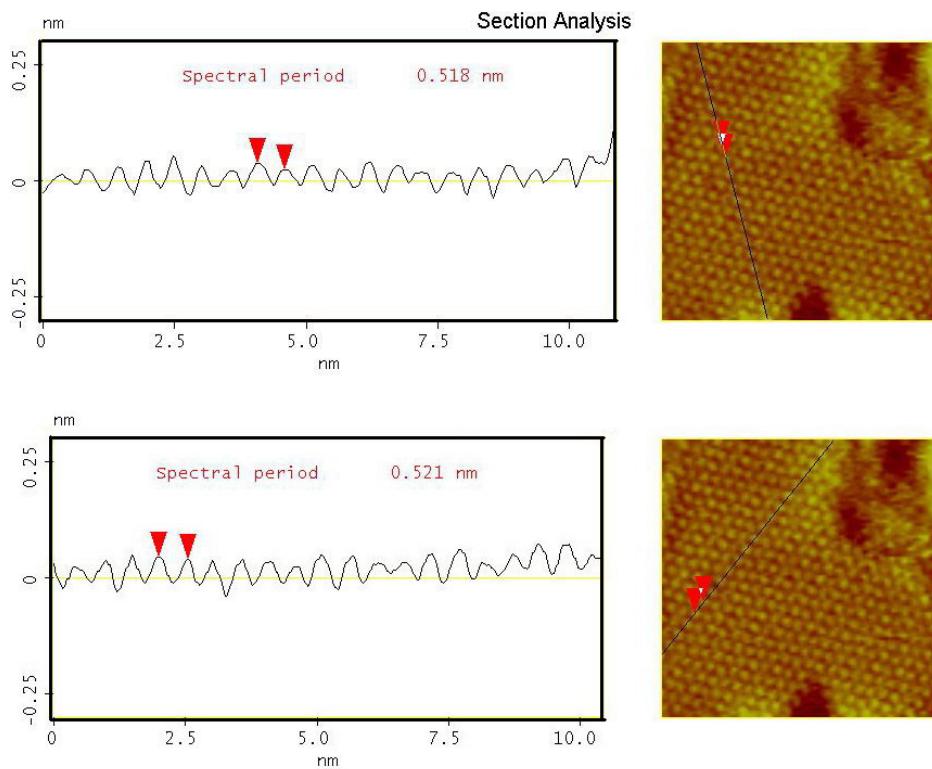 Section Analysis
nm
0.25
0
-0.25
Spectral period 0.518 nm
0 2.5 5.0 7.5 10.0
nm
nm
0.25
0
-0.25
Spectral period 0.521 nm
0 2.5 5.0 7.5 10.0
nm